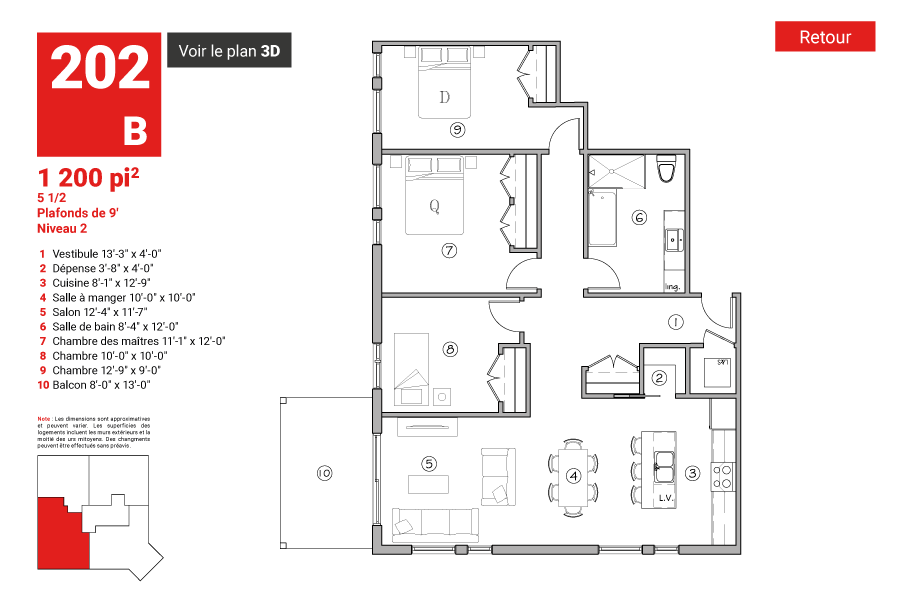 202
B
Voir le plan 3D
Retour
1 200 pi²
5 1/2
Plafonds de 9'
Niveau 2
1 Vestibule 13'-3" x 4'-0"
2 Dépense 3'-8" x 4'-0"
3 Cuisine 8'-1" x 12'-9"
4 Salle à manger 10'-0" x 10'-0"
5 Salon 12'-4" x 11'-7"
6 Salle de bain 8'-4" x 12'-0"
7 Chambre des maîtres 11'-1" x 12'-0"
8 Chambre 10'-0" x 10'-0"
9 Chambre 12'-9" x 9'-0"
10 Balcon 8'-0" x 13'-0"
Note : Les dimensions sont approximatives
et peuvent varier. Les superficies des
logements incluent les murs extérieurs et la
moitié des urs mitoyens. Des changments
peuvent être effectués sans préavis.
D
9
Q
7
6
ling.
1
8
2
L/S
5
10
4
3
L.V.